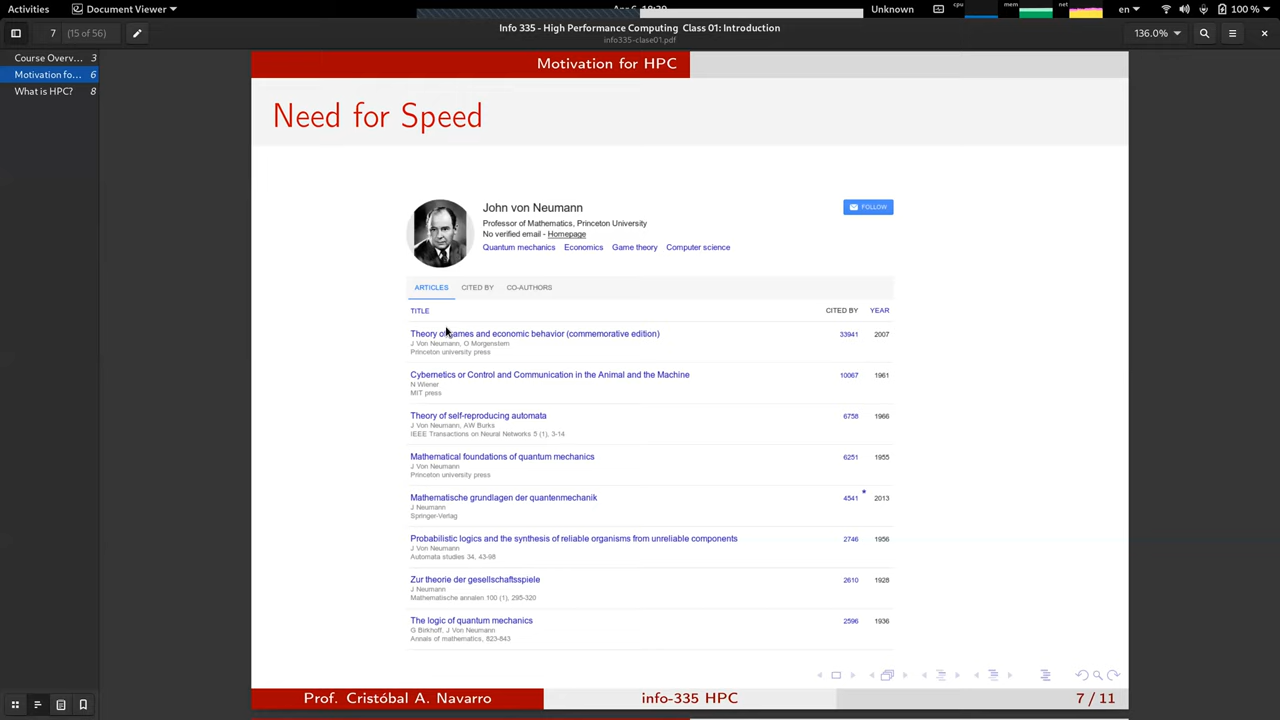 Activities
Document Viewer
Unknown
cpu
mem
net
en
100 %
(15 of 56)
Info 335 - High Performance Computing Class 01: Introduction
info335-clase01.pdf
136.0%
Course Overv... 3
Motivation fo... 6
What is HPC? 8
Motivation for HPC
Need for Speed
John von Neumann
FOLLOW
Professor of Mathematics, Princeton University
No verified email - Homepage
Quantum mechanics Economics Game theory Computer science
ARTICLES CITED BY CO-AUTHORS
TITLE CITED BY YEAR
Theory of games and economic behavior (commemorative edition) 33941 2007
J Von Neumann, O Morgenstern
Princeton university press
Cybernetics or Control and Communication in the Animal and the Machine 10067 1961
N Wiener
MIT press
Theory of self-reproducing automata 6758 1966
J Von Neumann, AW Burks
IEEE Transactions on Neural Networks 5 (1), 3-14
Mathematical foundations of quantum mechanics 6251 1955
J Von Neumann
Princeton university press
Mathematische grundlagen der quantenmechanik 4541 * 2013
J Neumann
Springer-Verlag
Probabilistic logics and the synthesis of reliable organisms from unreliable components 2746 1956
J Von Neumann
Automata studies 34, 43-98
Zur theorie der gesellschaftsspiele 2610 1928
J Neumann
Mathematische annalen 100 (1), 295-320
The logic of quantum mechanics 2596 1936
G Birkhoff, J Von Neumann
Annals of mathematics, 823-843
Prof. Cristóbal A. Navarro
info-335 HPC
7 / 11